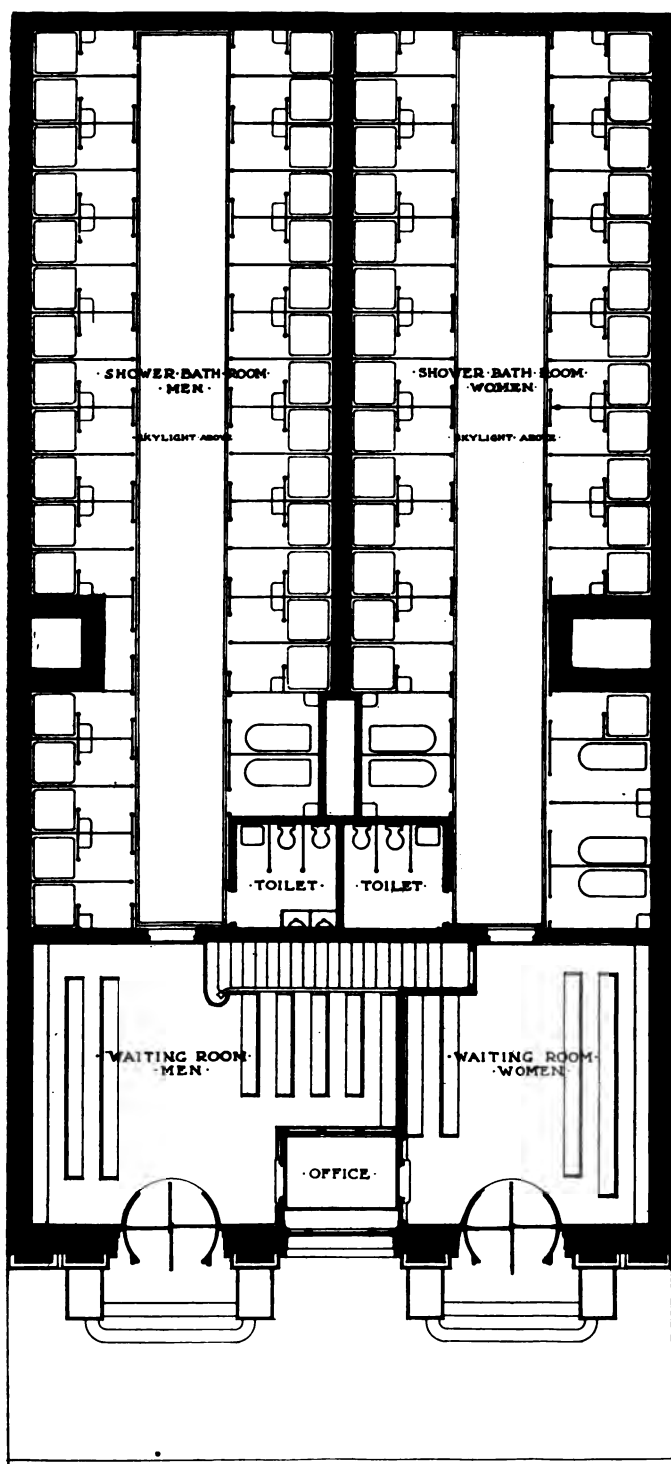 ·SHOWER·BATH·ROOM·
MEN·
SKYLIGHT ABOVE
SHOWER·BATH·ROOM·
WOMEN·
SKYLIGHT·ABOVE·
·TOILET·
·TOILET·
·WAITING ROOM·
·MEN·
·WAITING ROOM·
·WOMEN·
·OFFICE·